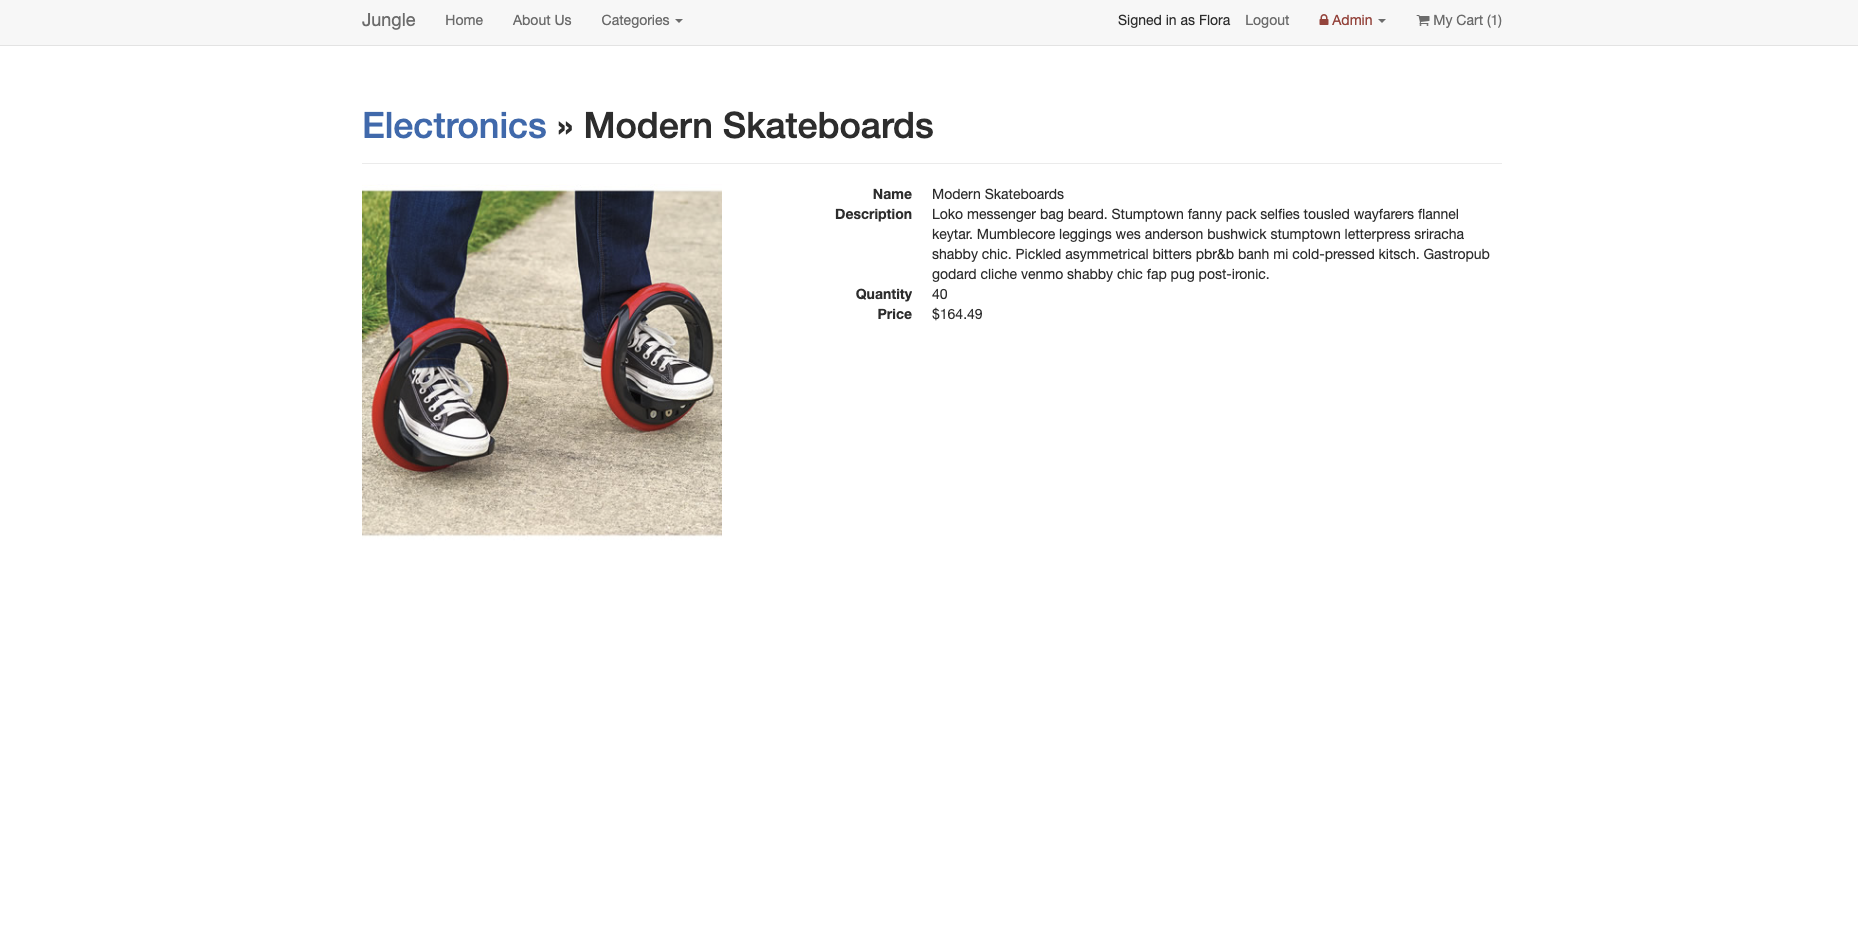 Jungle Home About Us Categories Signed in as Flora Logout Admin My Cart (1)
Electronics » Modern Skateboards
Name Modern Skateboards
Description Loko messenger bag beard. Stumptown fanny pack selfies tousled wayfarers flannel
keytar. Mumblecore leggings wes anderson bushwick stumptown letterpress sriracha
shabby chic. Pickled asymmetrical bitters pbr&b banh mi cold-pressed kitsch. Gastropub
godard cliche venmo shabby chic fap pug post-ironic.
Quantity 40
Price $164.49